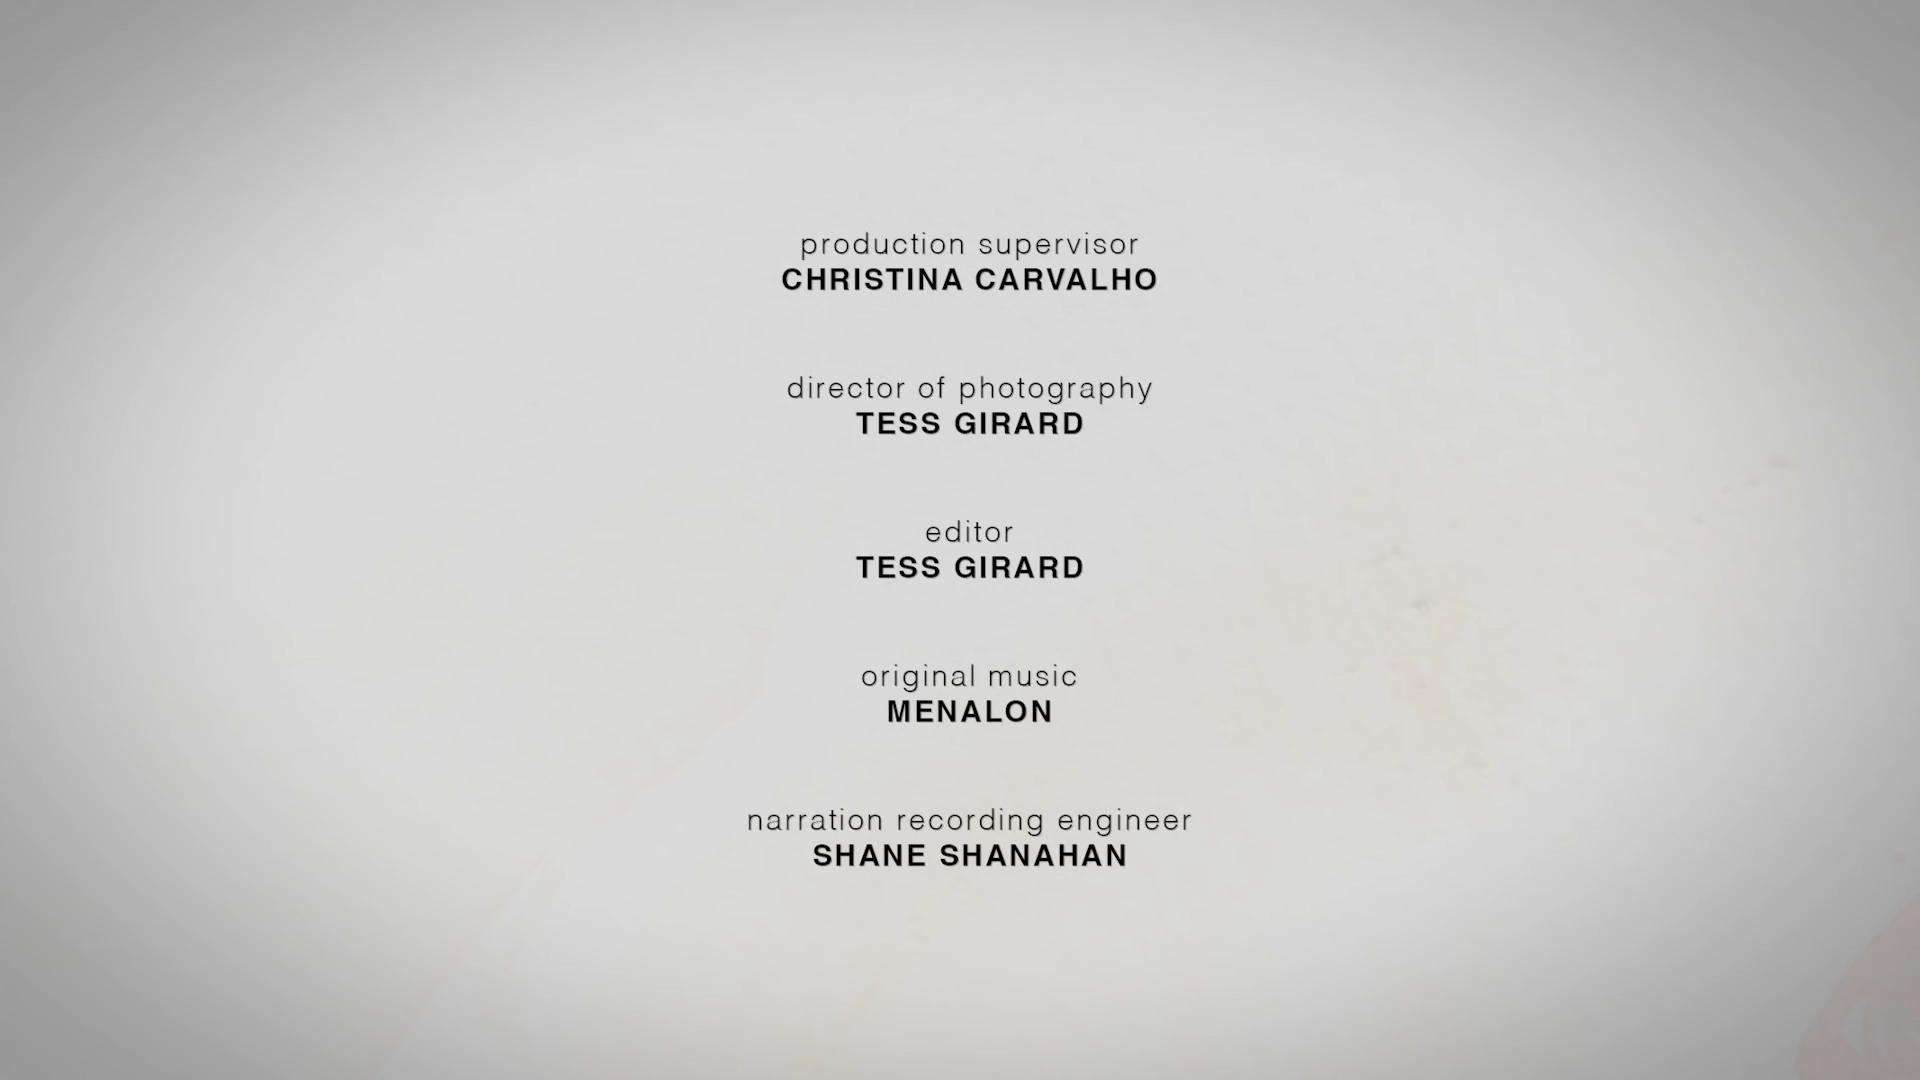 production supervisor
CHRISTINA CARVALHO
director of photography
TESS GIRARD
editor
TESS GIRARD
original music
MENALON
narration recording engineer
SHANE SHANAHAN